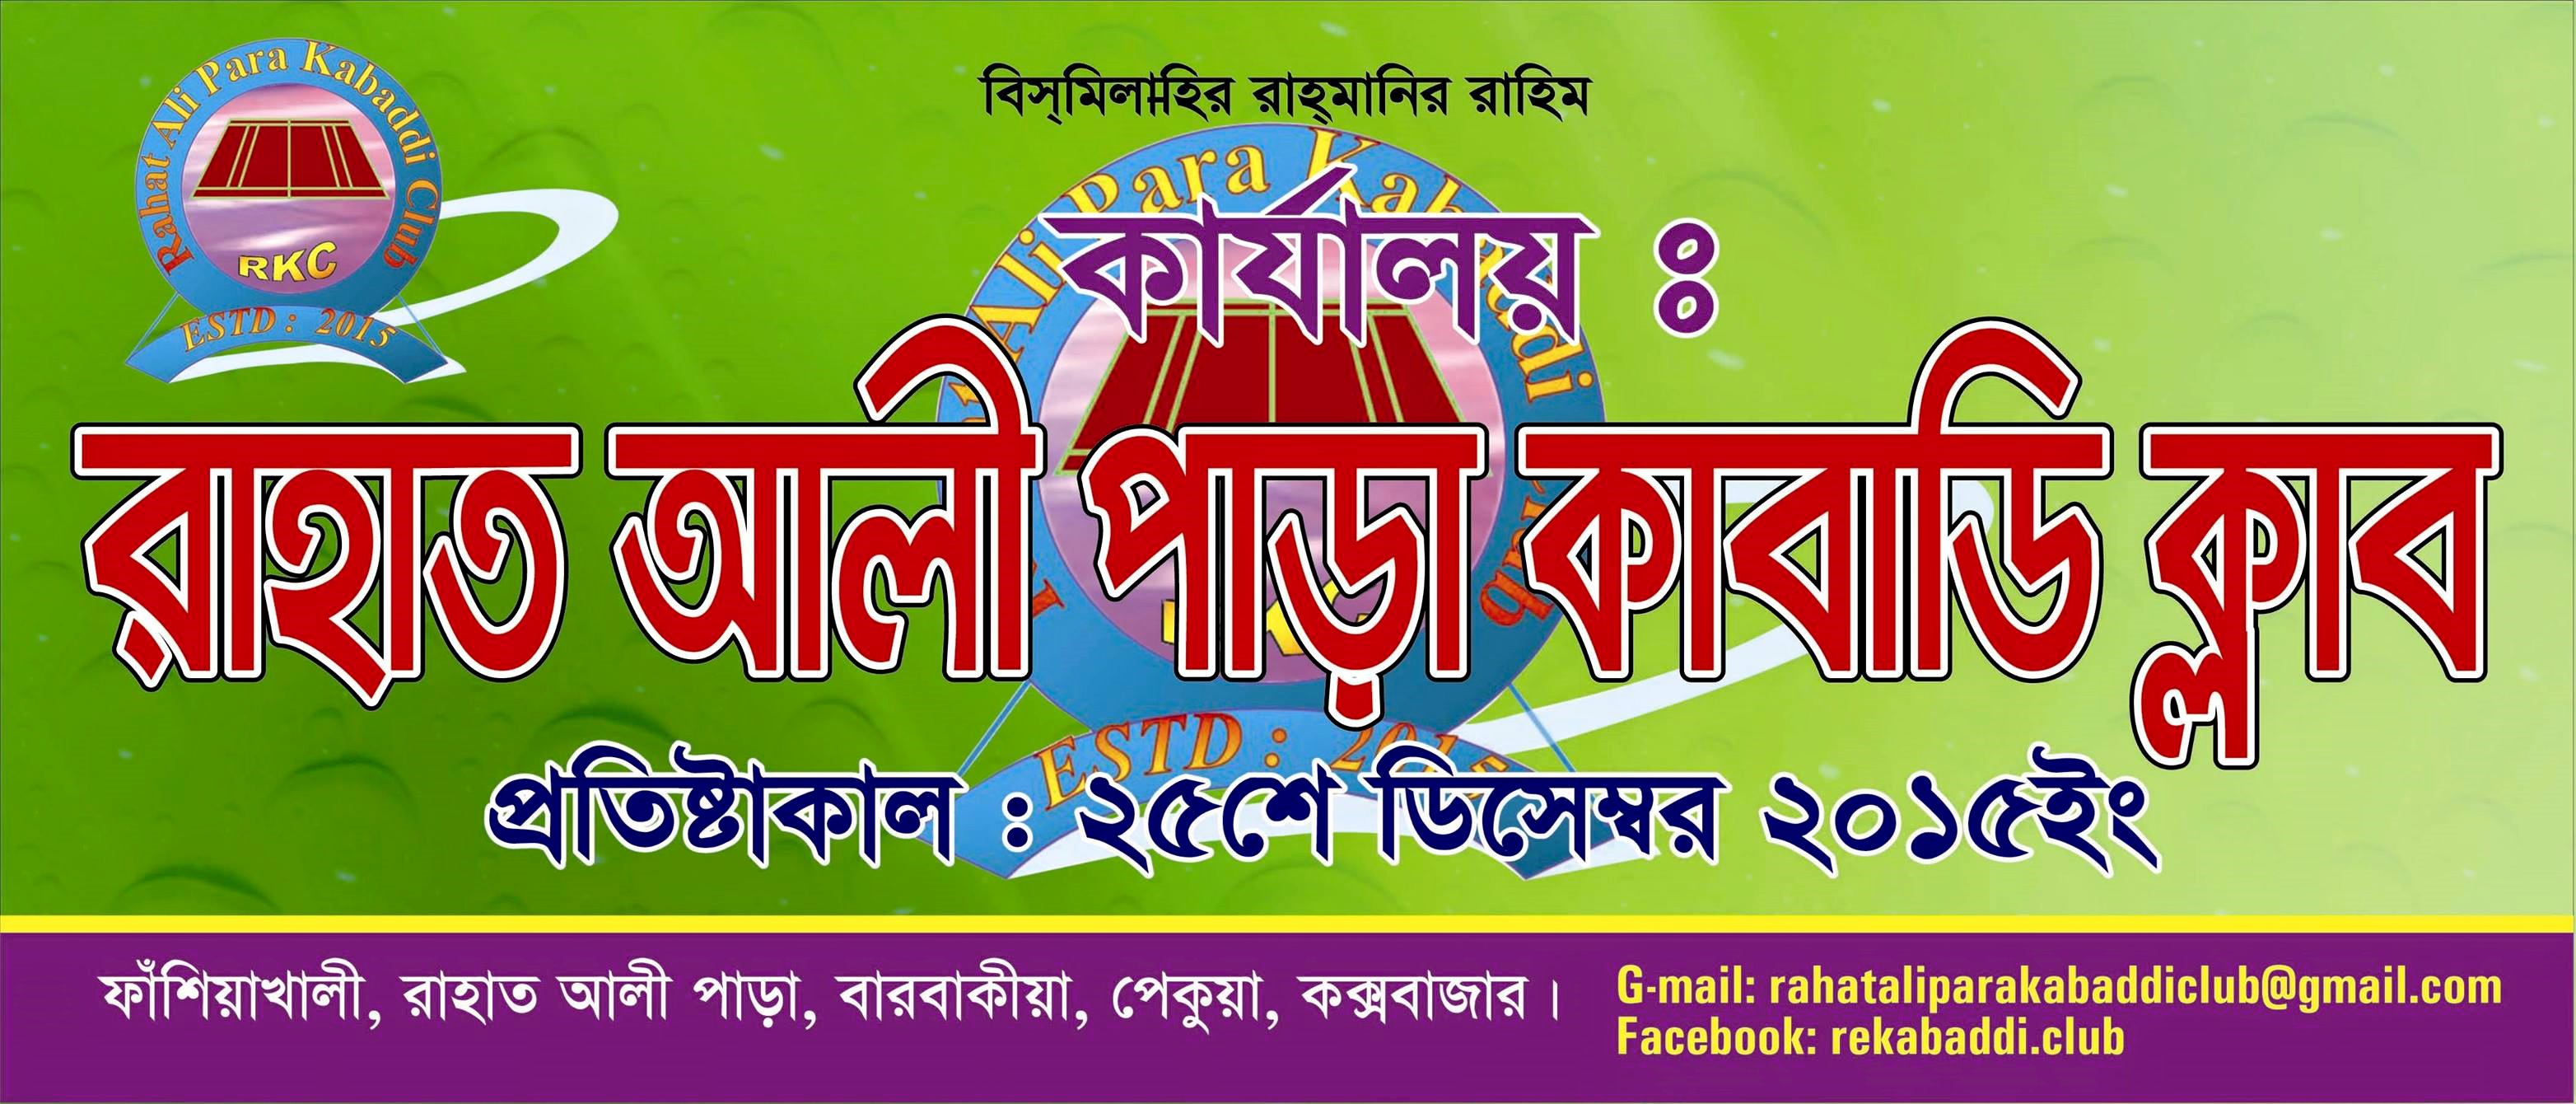 Rahat Ali Para Kabaddi Club
RKC
ESTD : 2015
বিস্মিলাহির রাহ্মানির রাহিম
কার্যালয় ঃ
রাহাত আলী পাড়া কাবাডি ক্লাব
প্রতিষ্টাকাল : ২৫শে ডিসেম্বর ২০১৫ইং
ফাঁশিয়াখালী, রাহাত আলী পাড়া, বারবাকীয়া, পেকুয়া, কক্সবাজার।
G-mail: rahataliparakabaddiclub@gmail.com
Facebook: rekabaddi.club